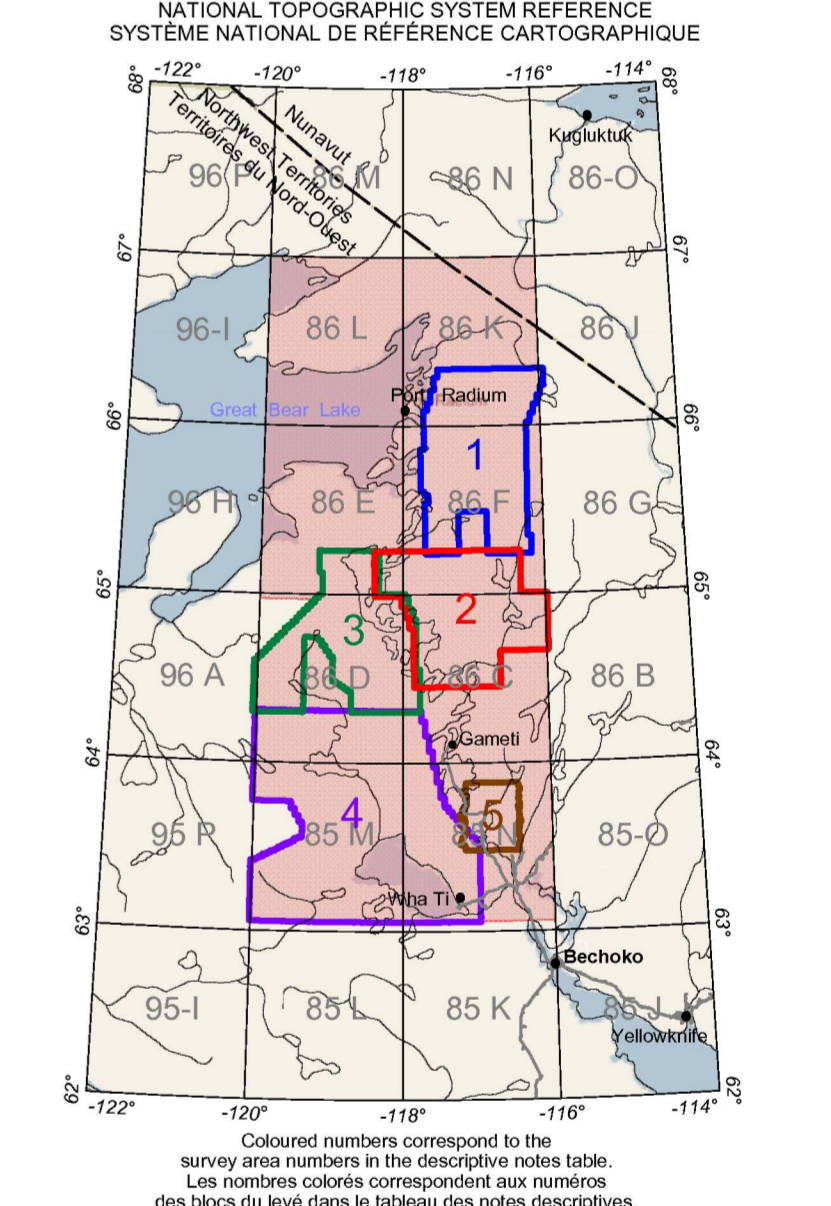 NATIONAL TOPOGRAPHIC SYSTEM REFERENCE
SYSTÈME NATIONAL DE RÉFÉRENCE CARTOGRAPHIQUE
-122° -120° -118° -116° -114°
68° 68°
Nunavut
Northwest Territories
Territoires du Nord-Ouest
Kugluktuk
96 P 86 M 86 N 86-O
67° 67°
96-I 86 L 86 K 86 J
Port Radium
Great Bear Lake
66° 66°
1
96 H 86 E 86 F 86 G
65° 65°
2
3
96 A 86 D 86 C 86 B
Gameti
64° 64°
4 5
95 P 85 M 85 N 85-O
Wha Ti
63° 63°
Bechoko
95-I 85 L 85 K 85 J
Yellowknife
62° 62°
-122° -120° -118° -116° -114°
Coloured numbers correspond to the
survey area numbers in the descriptive notes table.
Les nombres colorés correspondent aux numéros
des blocs du levé dans le tableau des notes descriptives.